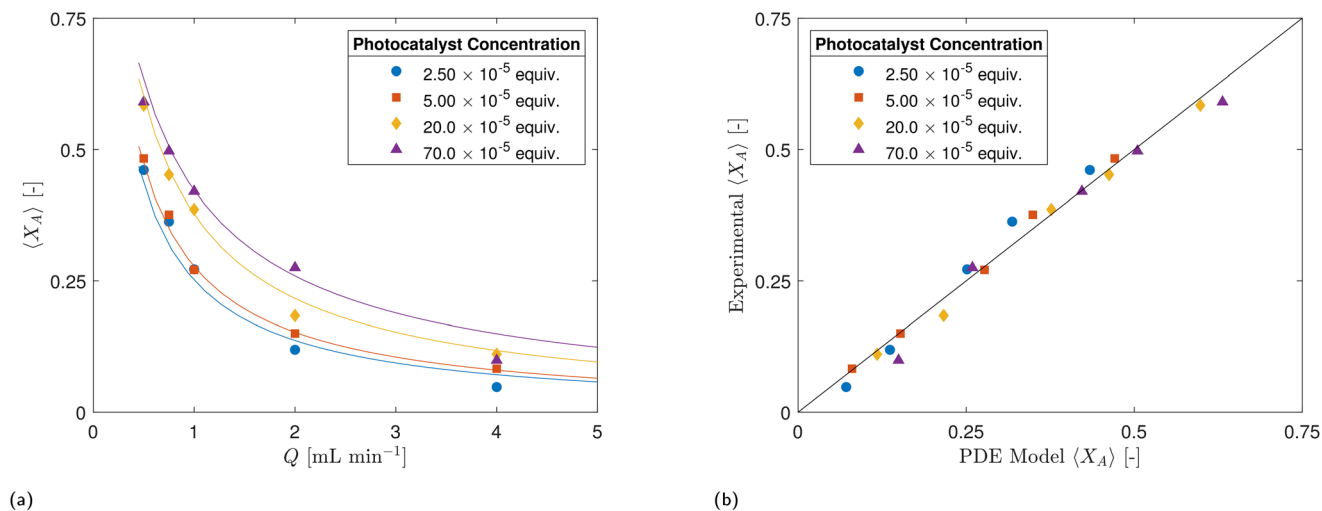 0.75
0.5
0.25
0
⟨X_A⟩ [-]
Photocatalyst Concentration
2.50 × 10^-5 equiv.
5.00 × 10^-5 equiv.
20.0 × 10^-5 equiv.
70.0 × 10^-5 equiv.
0 1 2 3 4 5
Q [mL min^−1]
(a)
0.75
0.5
0.25
0
Experimental ⟨X_A⟩ [-]
Photocatalyst Concentration
2.50 × 10^-5 equiv.
5.00 × 10^-5 equiv.
20.0 × 10^-5 equiv.
70.0 × 10^-5 equiv.
0 0.25 0.5 0.75
PDE Model ⟨X_A⟩ [-]
(b)